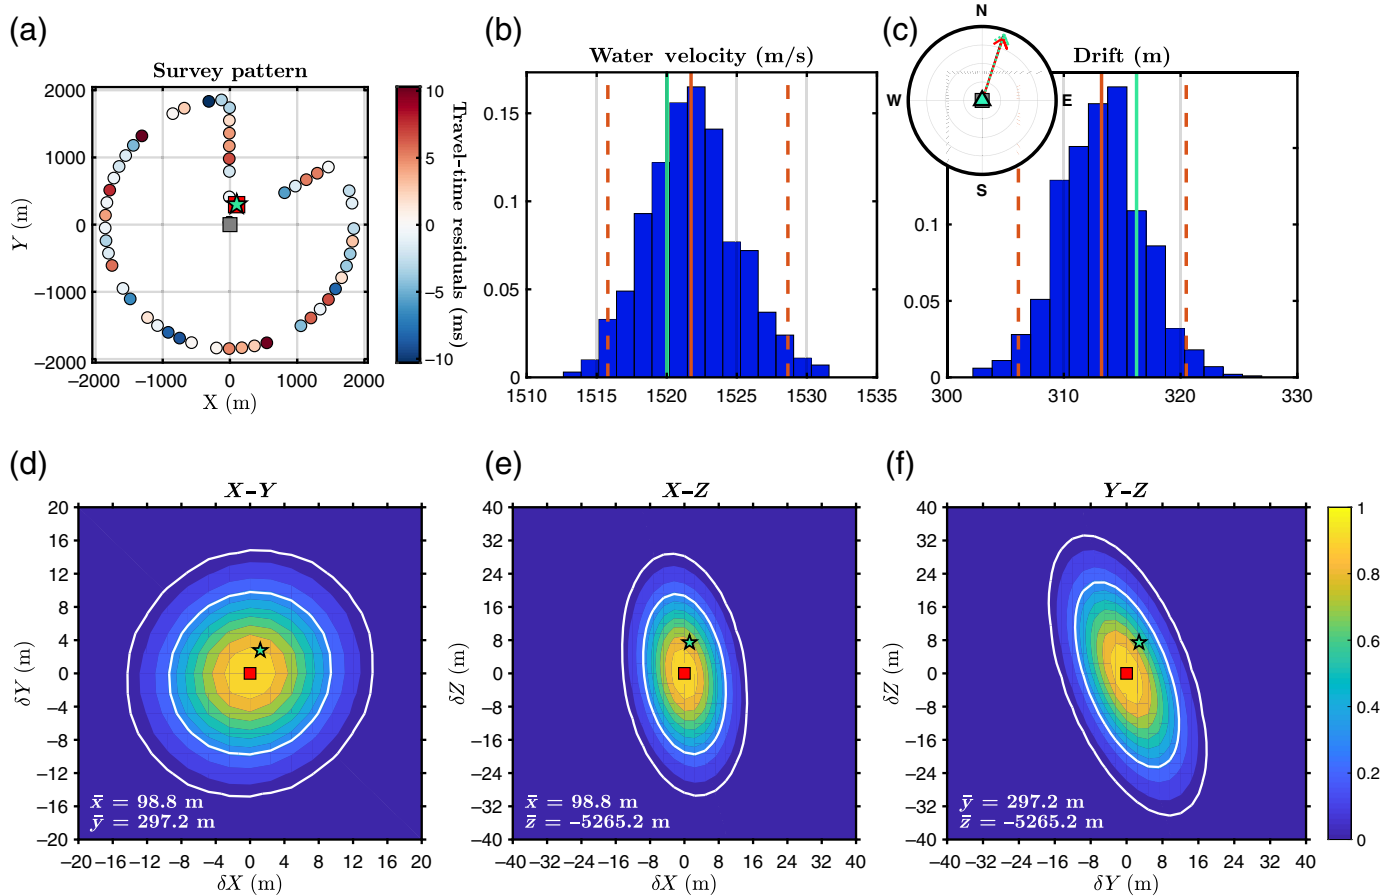 (a)
Survey pattern
2000
1000
0
−1000
−2000
Y (m)
−2000 −1000 0 1000 2000
X (m)
10
5
0
−5
−10
Travel-time residuals (ms)
(b)
Water velocity (m/s)
0.15
0.1
0.05
0
1510 1515 1520 1525 1530 1535
(c)
Drift (m)
N
W E
S
0.1
0.05
0
300 310 320 330
(d)
X–Y
20
16
12
8
4
0
−4
−8
−12
−16
−20
δY (m)
x̄ = 98.8 m
ȳ = 297.2 m
−20 −16 −12 −8 −4 0 4 8 12 16 20
δX (m)
(e)
X–Z
40
32
24
16
8
0
−8
−16
−24
−32
−40
δZ (m)
x̄ = 98.8 m
z̄ = –5265.2 m
−40 −32 −24 −16 −8 0 8 16 24 32 40
δX (m)
(f)
Y–Z
40
32
24
16
8
0
−8
−16
−24
−32
−40
δZ (m)
ȳ = 297.2 m
z̄ = –5265.2 m
−40 −32 −24 −16 −8 0 8 16 24 32 40
δY (m)
1
0.8
0.6
0.4
0.2
0